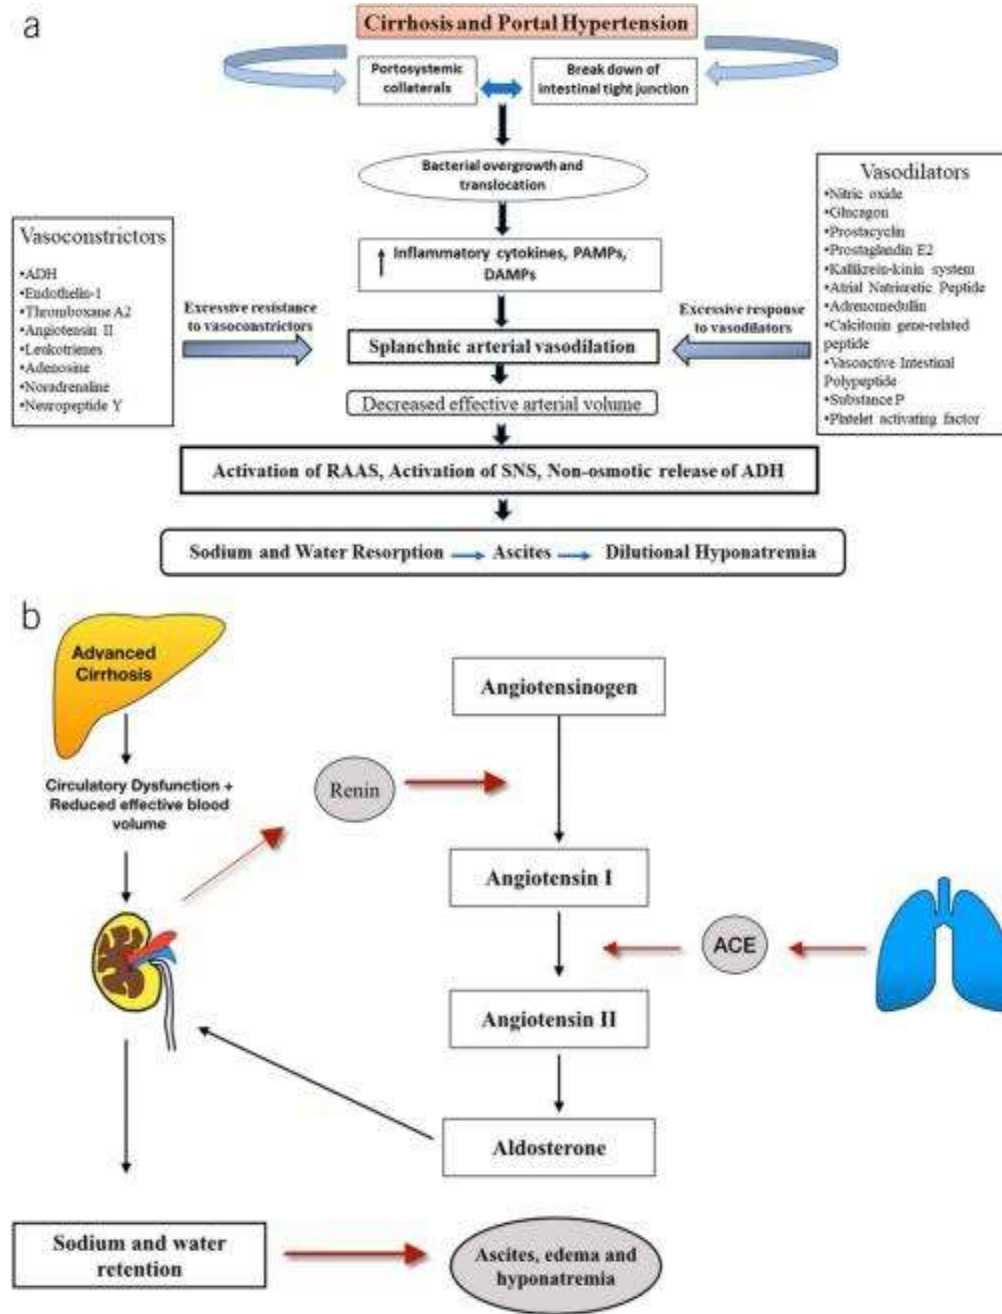 a
Cirrhosis and Portal Hypertension
Portosystemic
collaterals
Break down of
intestinal tight junction
Bacterial overgrowth and
translocation
Vasoconstrictors
•ADH
•Endothelin-1
•Thromboxane A2
•Angiotensin II
•Leukotrienes
•Adenosine
•Noradrenaline
•Neuropeptide Y
Inflammatory cytokines, PAMPs,
DAMPs
Excessive resistance
to vasoconstrictors
Splanchnic arterial vasodilation
Excessive response
to vasodilators
Vasodilators
•Nitric oxide
•Glucagon
•Prostacyclin
•Prostaglandin E2
•Kallikrein-kinin system
•Atrial Natriuretic Peptide
•Adrenomedullin
•Calcitonin gene-related
peptide
•Vasoactive Intestinal
Polypeptide
•Substance P
•Platelet activating factor
Decreased effective arterial volume
Activation of RAAS, Activation of SNS, Non-osmotic release of ADH
Sodium and Water Resorption → Ascites → Dilutional Hyponatremia
b
Advanced
Cirrhosis
Circulatory Dysfunction +
Reduced effective blood
volume
Renin
Angiotensinogen
Angiotensin I
ACE
Angiotensin II
Aldosterone
Sodium and water
retention
Ascites, edema and
hyponatremia